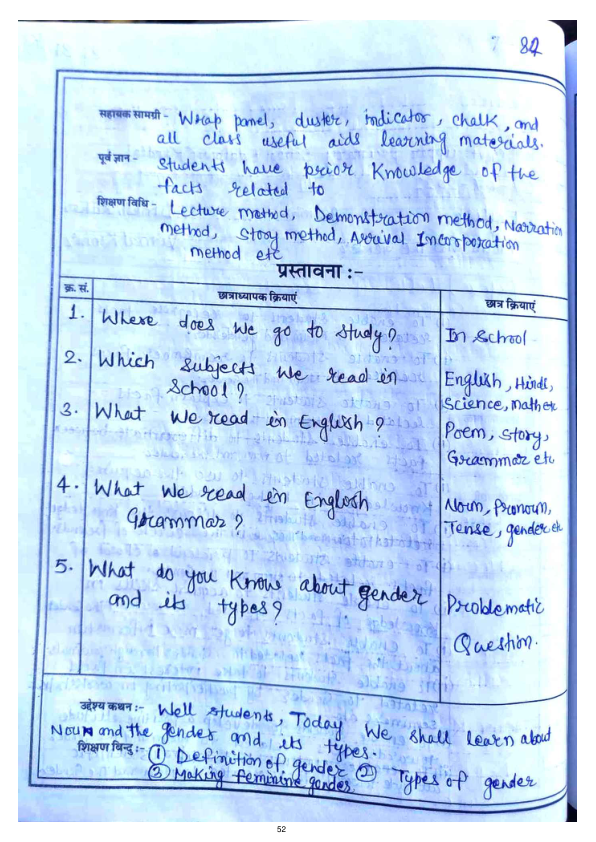 82
सहायक सामग्री - Wrap panel, duster, indicator, chalk, and
all class useful aids learning materials.
पूर्व ज्ञान - Students have prior Knowledge of the
facts related to
शिक्षण विधि - Lecture method, Demonstration method, Narration
method, Story method, Arrival Incorporation
method etc
प्रस्तावना :-
क्र. सं. छात्राध्यापक क्रियाएं छात्र क्रियाएं
1. Where does we go to study? In School
2. Which subjects we read in
School? English, Hindi,
Science, math etc
3. What we read in English? Poem, story,
Grammar etc
4. What we read in English
Grammar? Noun, Pronoun,
Tense, gender etc
5. What do you know about gender
and its types? Problematic
Question.
उद्देश्य कथन :- Well students, Today We shall learn about
Noun and the gender and its types.
शिक्षण बिन्दु :- ① Definition of gender ② Types of gender
③ Making feminine gender
52